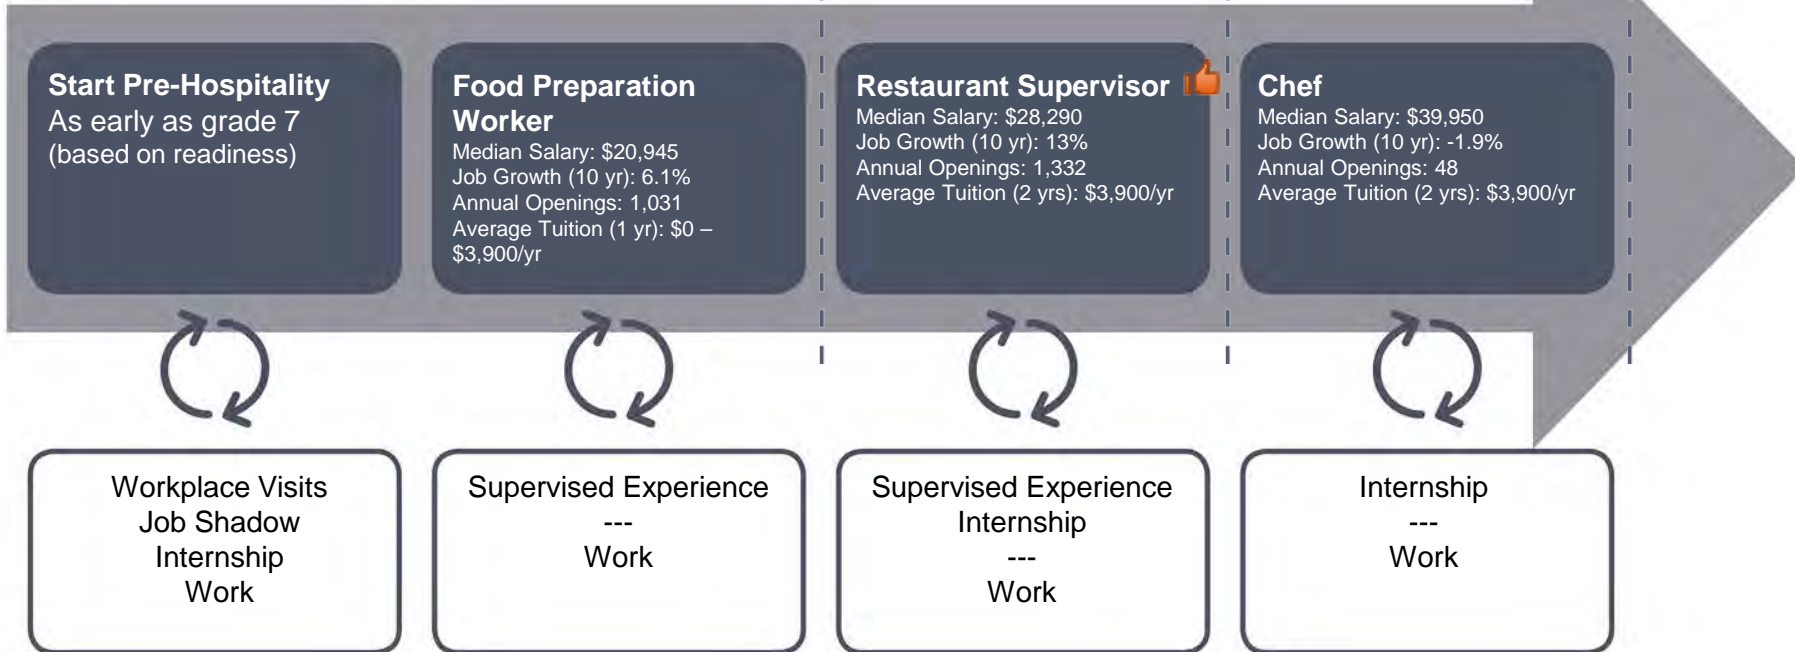 Start Pre-Hospitality
As early as grade 7
(based on readiness)
Food Preparation
Worker
Median Salary: $20,945
Job Growth (10 yr): 6.1%
Annual Openings: 1,031
Average Tuition (1 yr): $0 –
$3,900/yr
Restaurant Supervisor
Median Salary: $28,290
Job Growth (10 yr): 13%
Annual Openings: 1,332
Average Tuition (2 yrs): $3,900/yr
Chef
Median Salary: $39,950
Job Growth (10 yr): -1.9%
Annual Openings: 48
Average Tuition (2 yrs): $3,900/yr
Workplace Visits
Job Shadow
Internship
Work
Supervised Experience
---
Work
Supervised Experience
Internship
---
Work
Internship
---
Work